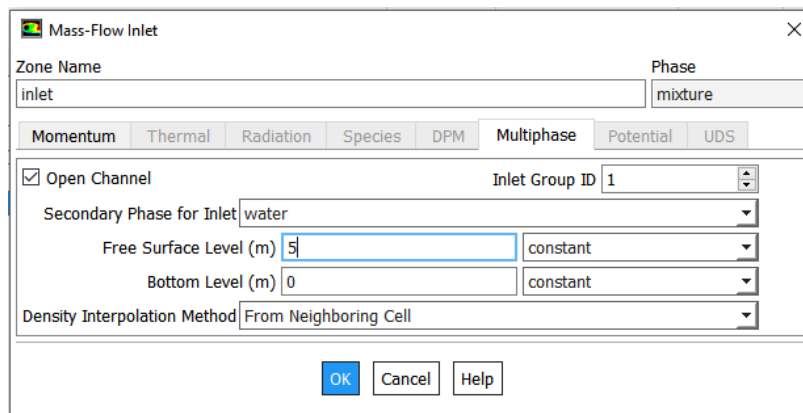 Mass-Flow Inlet
Zone Name Phase
inlet mixture
Momentum Thermal Radiation Species DPM Multiphase Potential UDS
Open Channel Inlet Group ID 1
Secondary Phase for Inlet water
Free Surface Level (m) 5 constant
Bottom Level (m) 0 constant
Density Interpolation Method From Neighboring Cell
OK Cancel Help